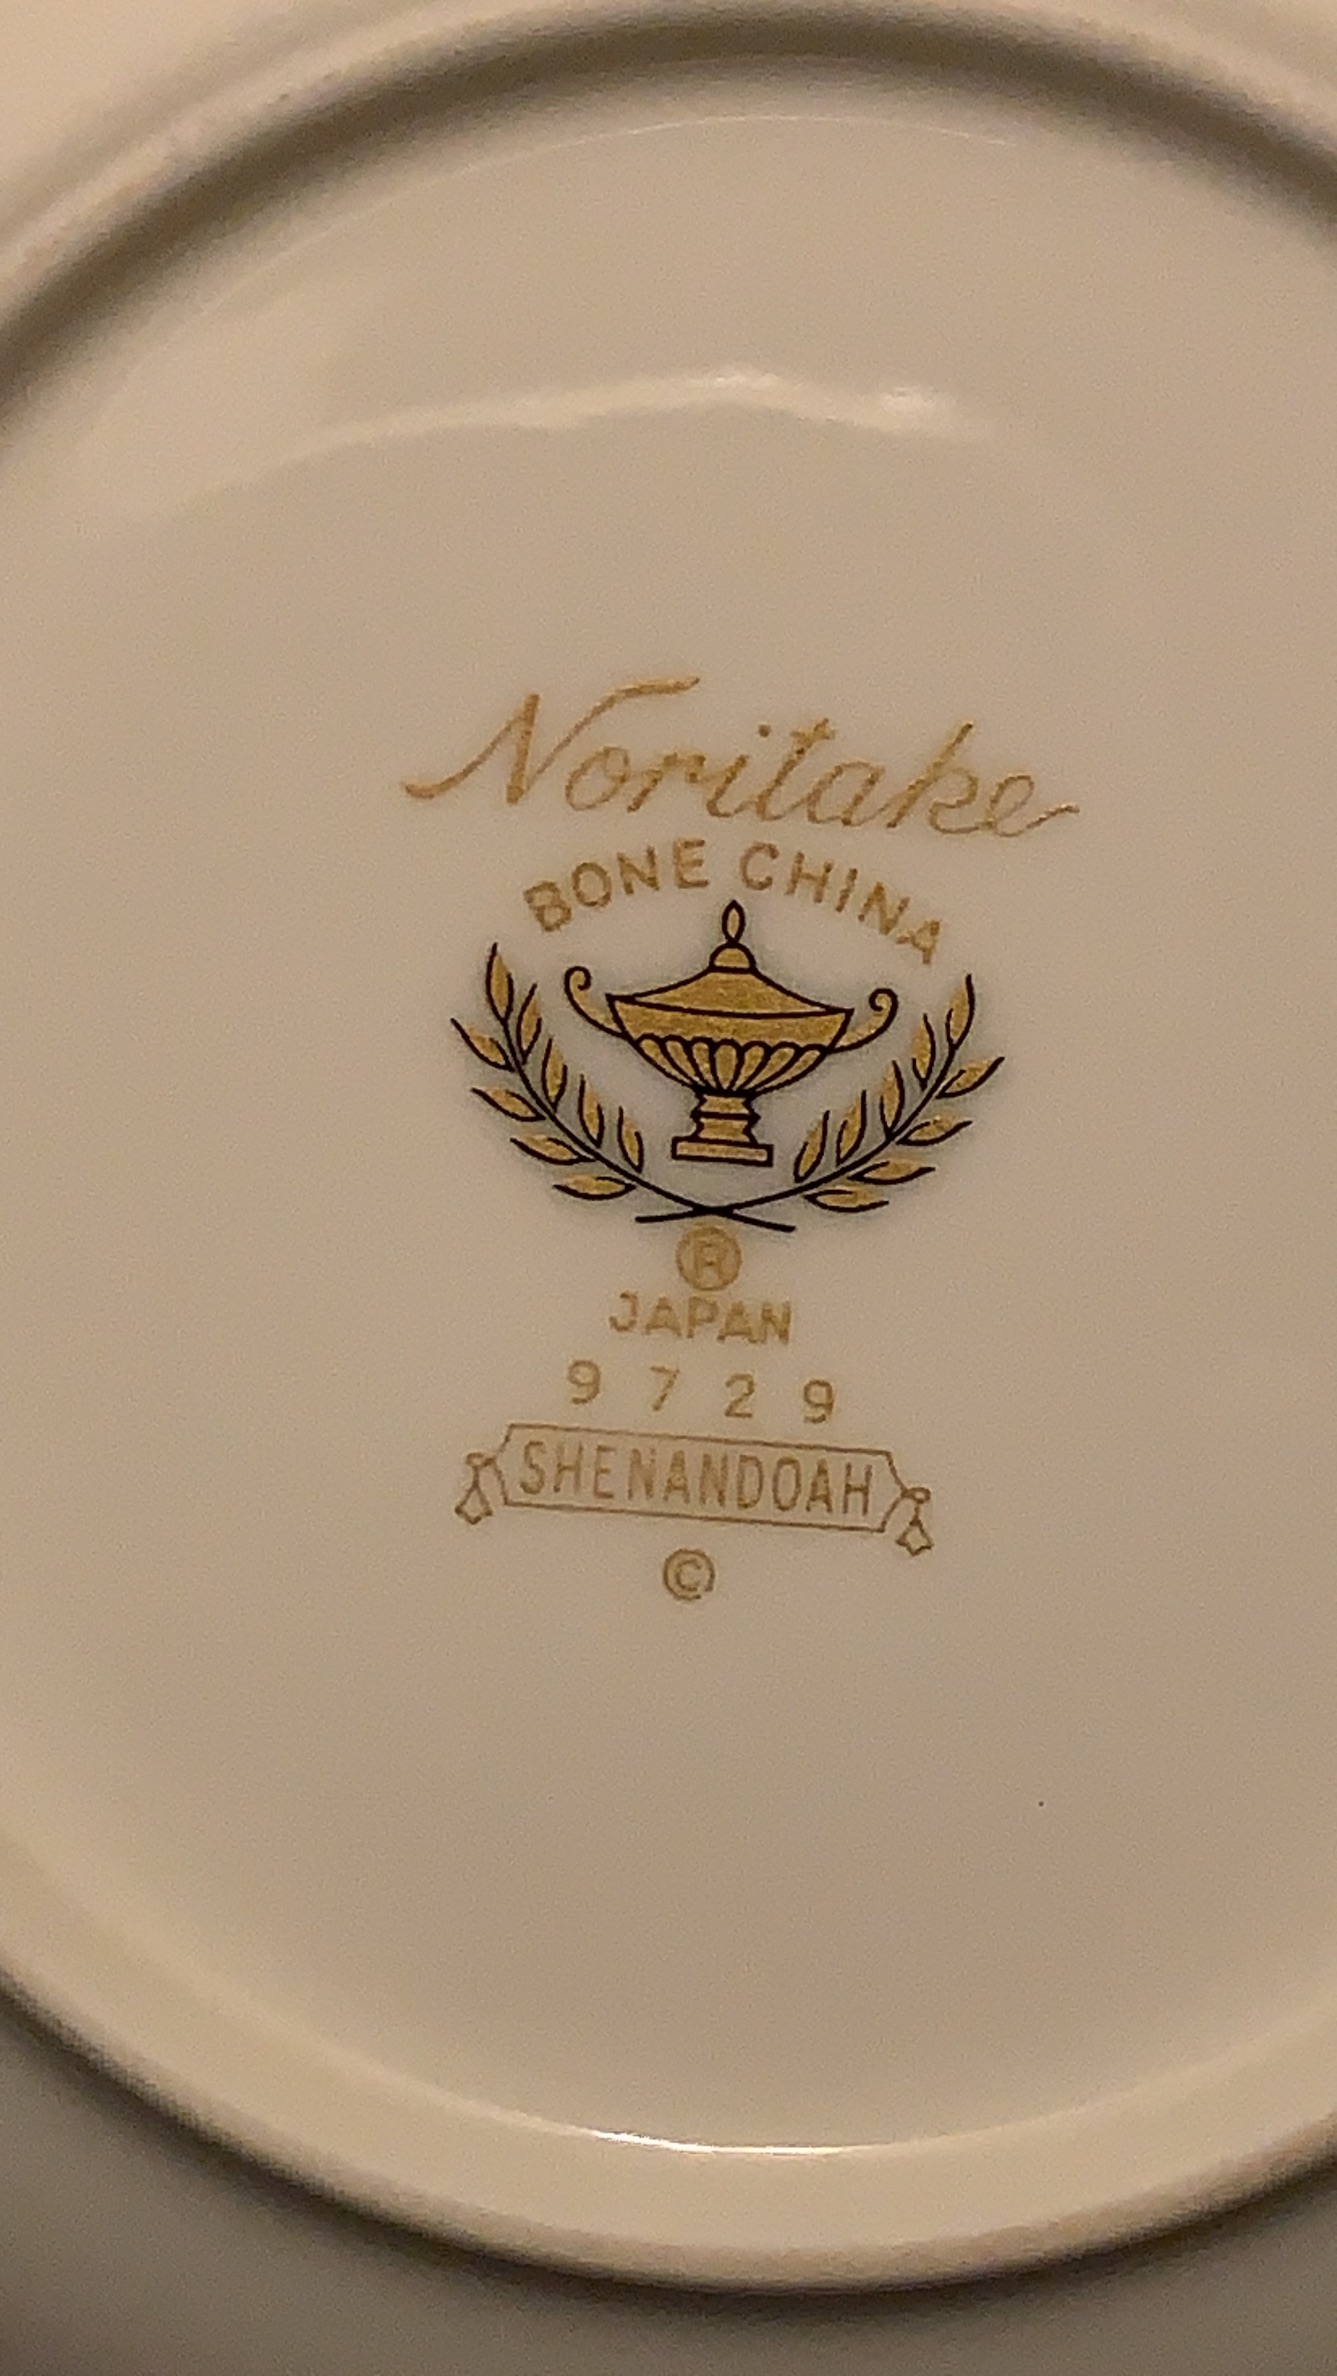 Noritake
BONE CHINA
®
JAPAN
9729
SHENANDOAH
©